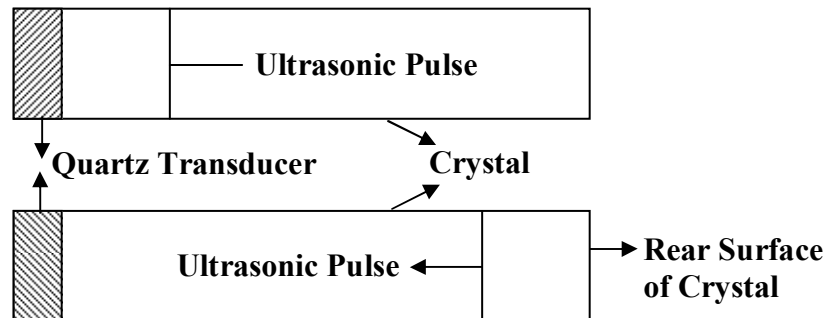 Ultrasonic Pulse
Quartz Transducer
Crystal
Ultrasonic Pulse
Rear Surface
of Crystal